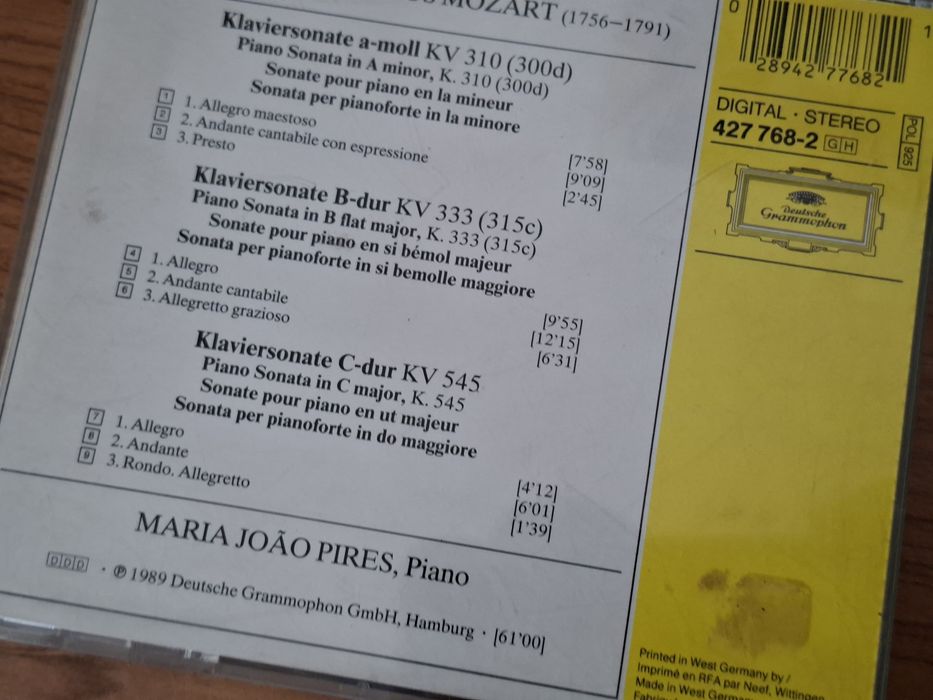 MOZART (1756–1791)
Klaviersonate a-moll KV 310 (300d)
Piano Sonata in A minor, K. 310 (300d)
Sonate pour piano en la mineur
Sonata per pianoforte in la minore
1 1. Allegro maestoso [7'58]
2 2. Andante cantabile con espressione [9'09]
3 3. Presto [2'45]
Klaviersonate B-dur KV 333 (315c)
Piano Sonata in B flat major, K. 333 (315c)
Sonate pour piano en si bémol majeur
Sonata per pianoforte in si bemolle maggiore
4 1. Allegro [9'55]
5 2. Andante cantabile [12'15]
6 3. Allegretto grazioso [6'31]
Klaviersonate C-dur KV 545
Piano Sonata in C major, K. 545
Sonate pour piano en ut majeur
Sonata per pianoforte in do maggiore
7 1. Allegro [4'12]
8 2. Andante [6'01]
9 3. Rondo. Allegretto [1'39]
MARIA JOÃO PIRES, Piano
DDD · ℗ 1989 Deutsche Grammophon GmbH, Hamburg · [61'00]
0 28942 77682 1
DIGITAL · STEREO
427 768-2 GH
POL 925
Deutsche
Grammophon
Printed in West Germany by /
Imprimé en RFA par Neef, Wittingen
Made in West Germany